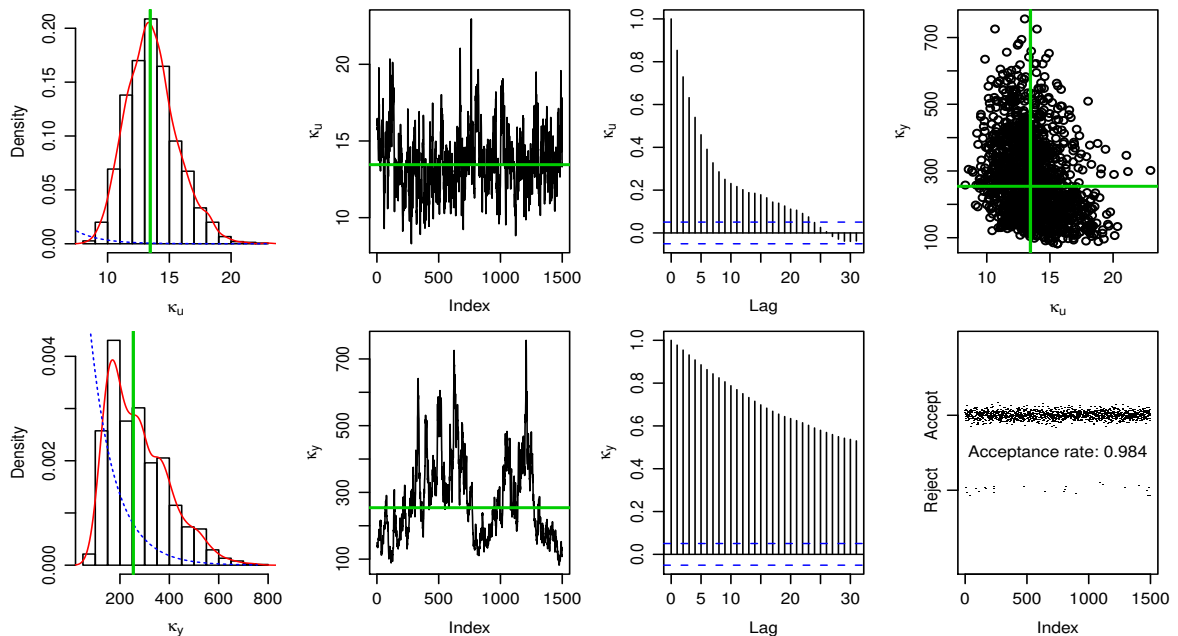 Density
0.00 0.05 0.10 0.15 0.20
10 15 20
κu
κu
10 15 20
0 500 1000 1500
Index
κu
0.0 0.2 0.4 0.6 0.8 1.0
0 5 10 20 30
Lag
κy
100 300 500 700
10 15 20
κu
Density
0.000 0.002 0.004
200 400 600 800
κy
κy
100 300 500 700
0 500 1000 1500
Index
κy
0.0 0.2 0.4 0.6 0.8 1.0
0 5 10 20 30
Lag
Accept
Acceptance rate: 0.984
Reject
0 500 1000 1500
Index